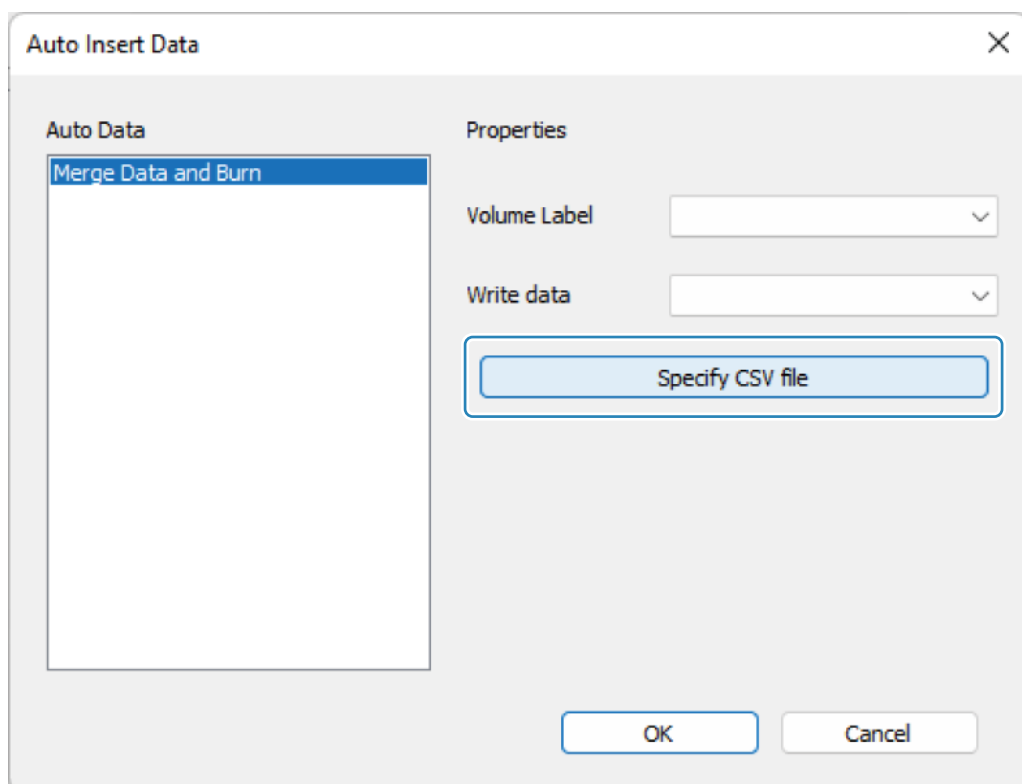 Auto Insert Data
Auto Data
Merge Data and Burn
Properties
Volume Label
Write data
Specify CSV file
OK
Cancel